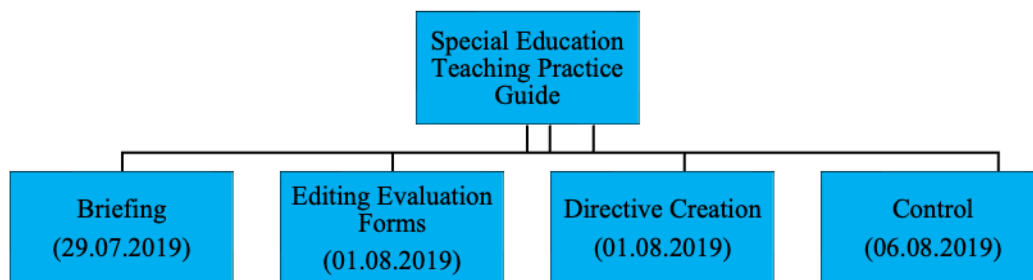 Special Education
Teaching Practice
Guide
Briefing
(29.07.2019)
Editing Evaluation
Forms
(01.08.2019)
Directive Creation
(01.08.2019)
Control
(06.08.2019)